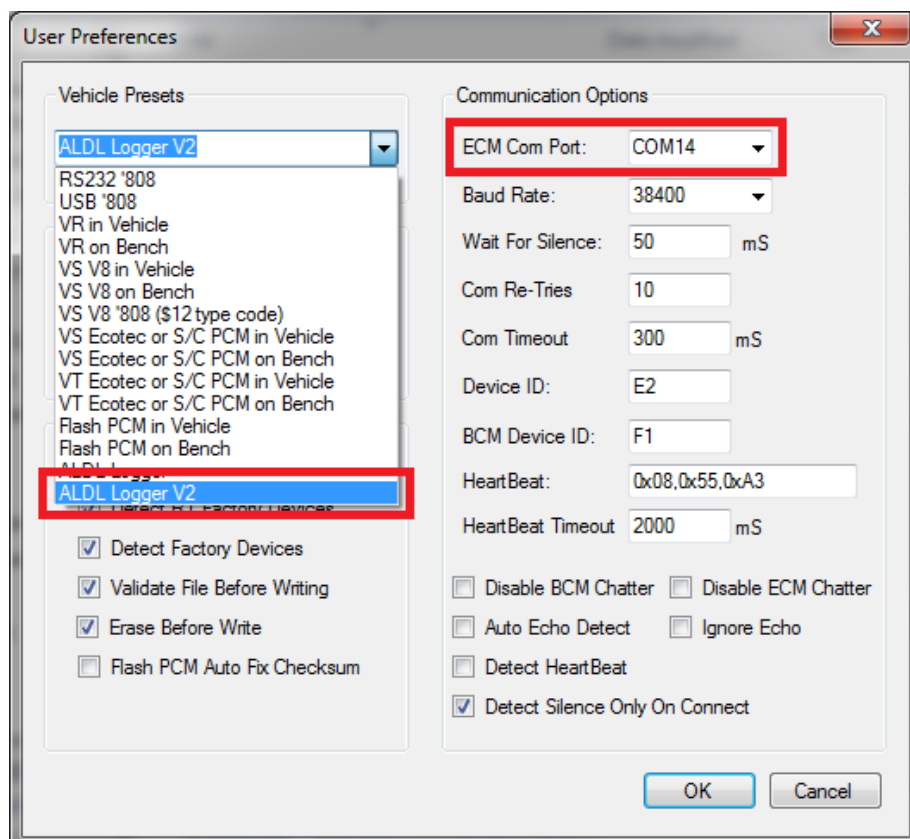 User Preferences
Vehicle Presets
ALDL Logger V2
RS232 '808
USB '808
VR in Vehicle
VR on Bench
VS V8 in Vehicle
VS V8 on Bench
VS V8 '808 ($12 type code)
VS Ecotec or S/C PCM in Vehicle
VS Ecotec or S/C PCM on Bench
VT Ecotec or S/C PCM in Vehicle
VT Ecotec or S/C PCM on Bench
Flash PCM in Vehicle
Flash PCM on Bench
ALDL Logger
ALDL Logger V2
Detect RT Factory Devices
Detect Factory Devices
Validate File Before Writing
Erase Before Write
Flash PCM Auto Fix Checksum
Communication Options
ECM Com Port: COM14
Baud Rate: 38400
Wait For Silence: 50 mS
Com Re-Tries 10
Com Timeout 300 mS
Device ID: E2
BCM Device ID: F1
HeartBeat: 0x08,0x55,0xA3
HeartBeat Timeout 2000 mS
Disable BCM Chatter Disable ECM Chatter
Auto Echo Detect Ignore Echo
Detect HeartBeat
Detect Silence Only On Connect
OK Cancel